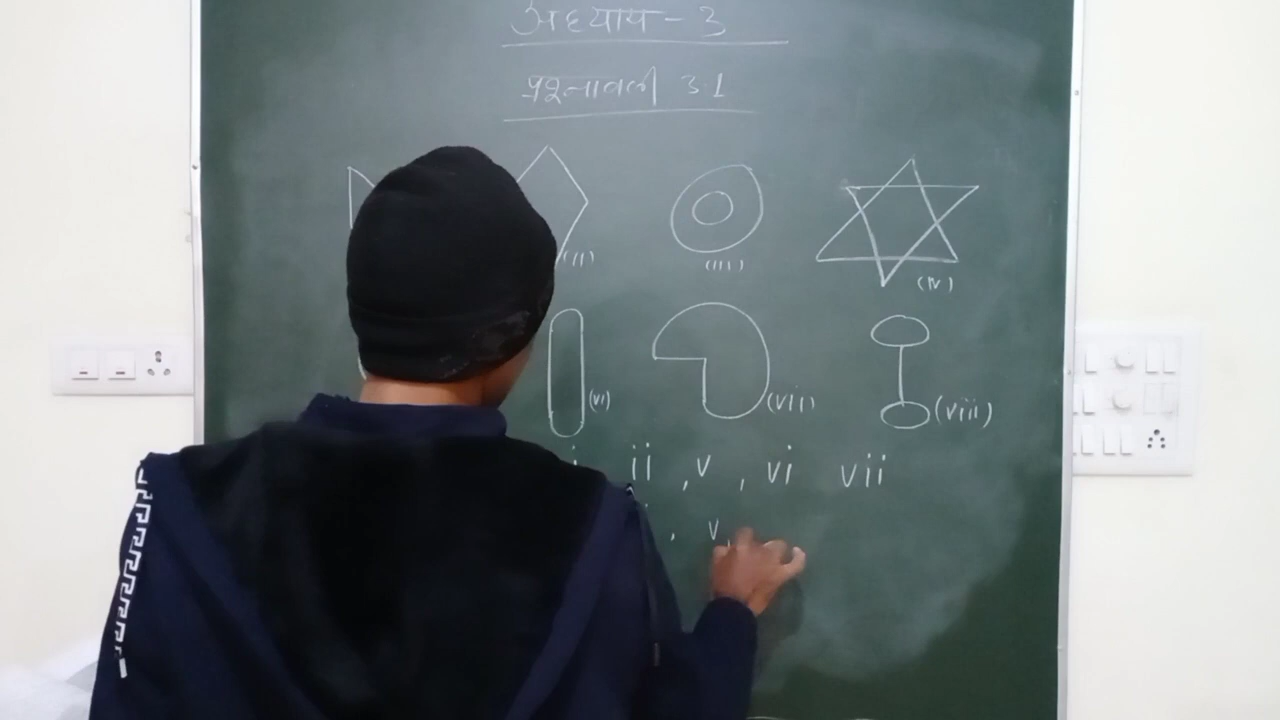 अध्याय - 3
प्रश्नावली 3.1
(ii) (iii) (iv)
(vi) (vii) (viii)
i ii , v , vi vii
, v,